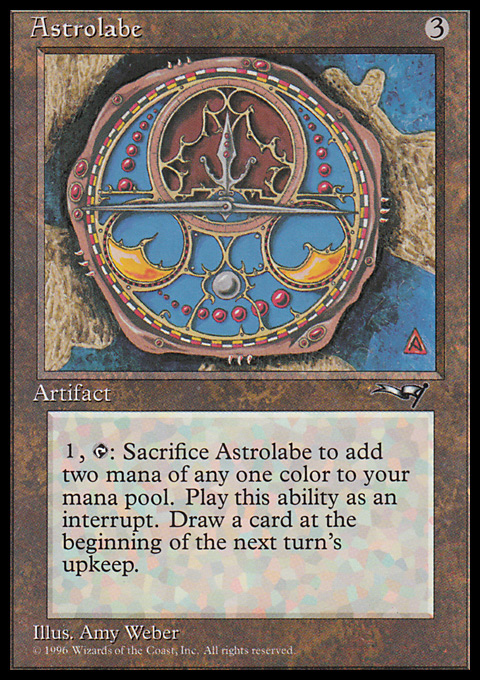 Astrolabe 3
Artifact
1, : Sacrifice Astrolabe to add
two mana of any one color to your
mana pool. Play this ability as an
interrupt. Draw a card at the
beginning of the next turn's
upkeep.
Illus. Amy Weber
© 1996 Wizards of the Coast, Inc. All rights reserved.